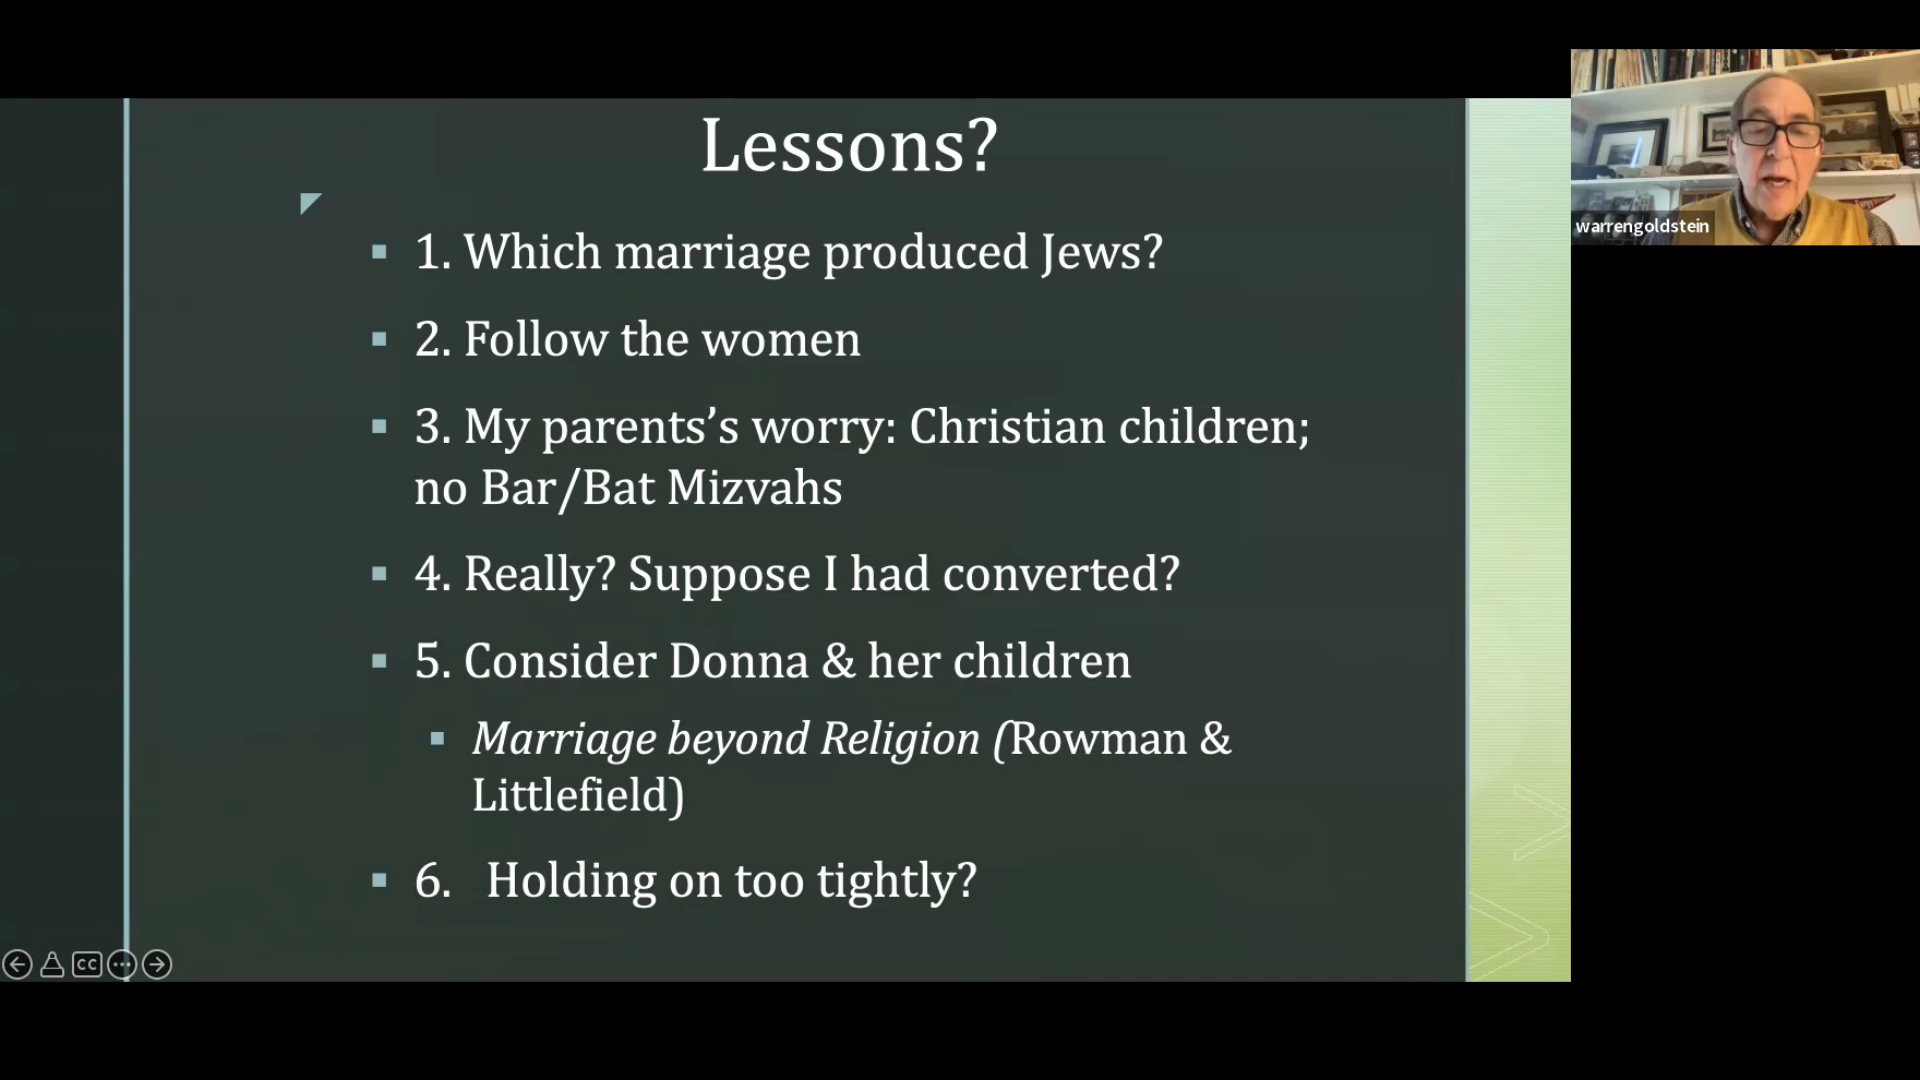 Lessons?
1. Which marriage produced Jews?
2. Follow the women
3. My parents’s worry: Christian children;
no Bar/Bat Mizvahs
4. Really? Suppose I had converted?
5. Consider Donna & her children
Marriage beyond Religion (Rowman &
Littlefield)
6. Holding on too tightly?
warrengoldstein
CC